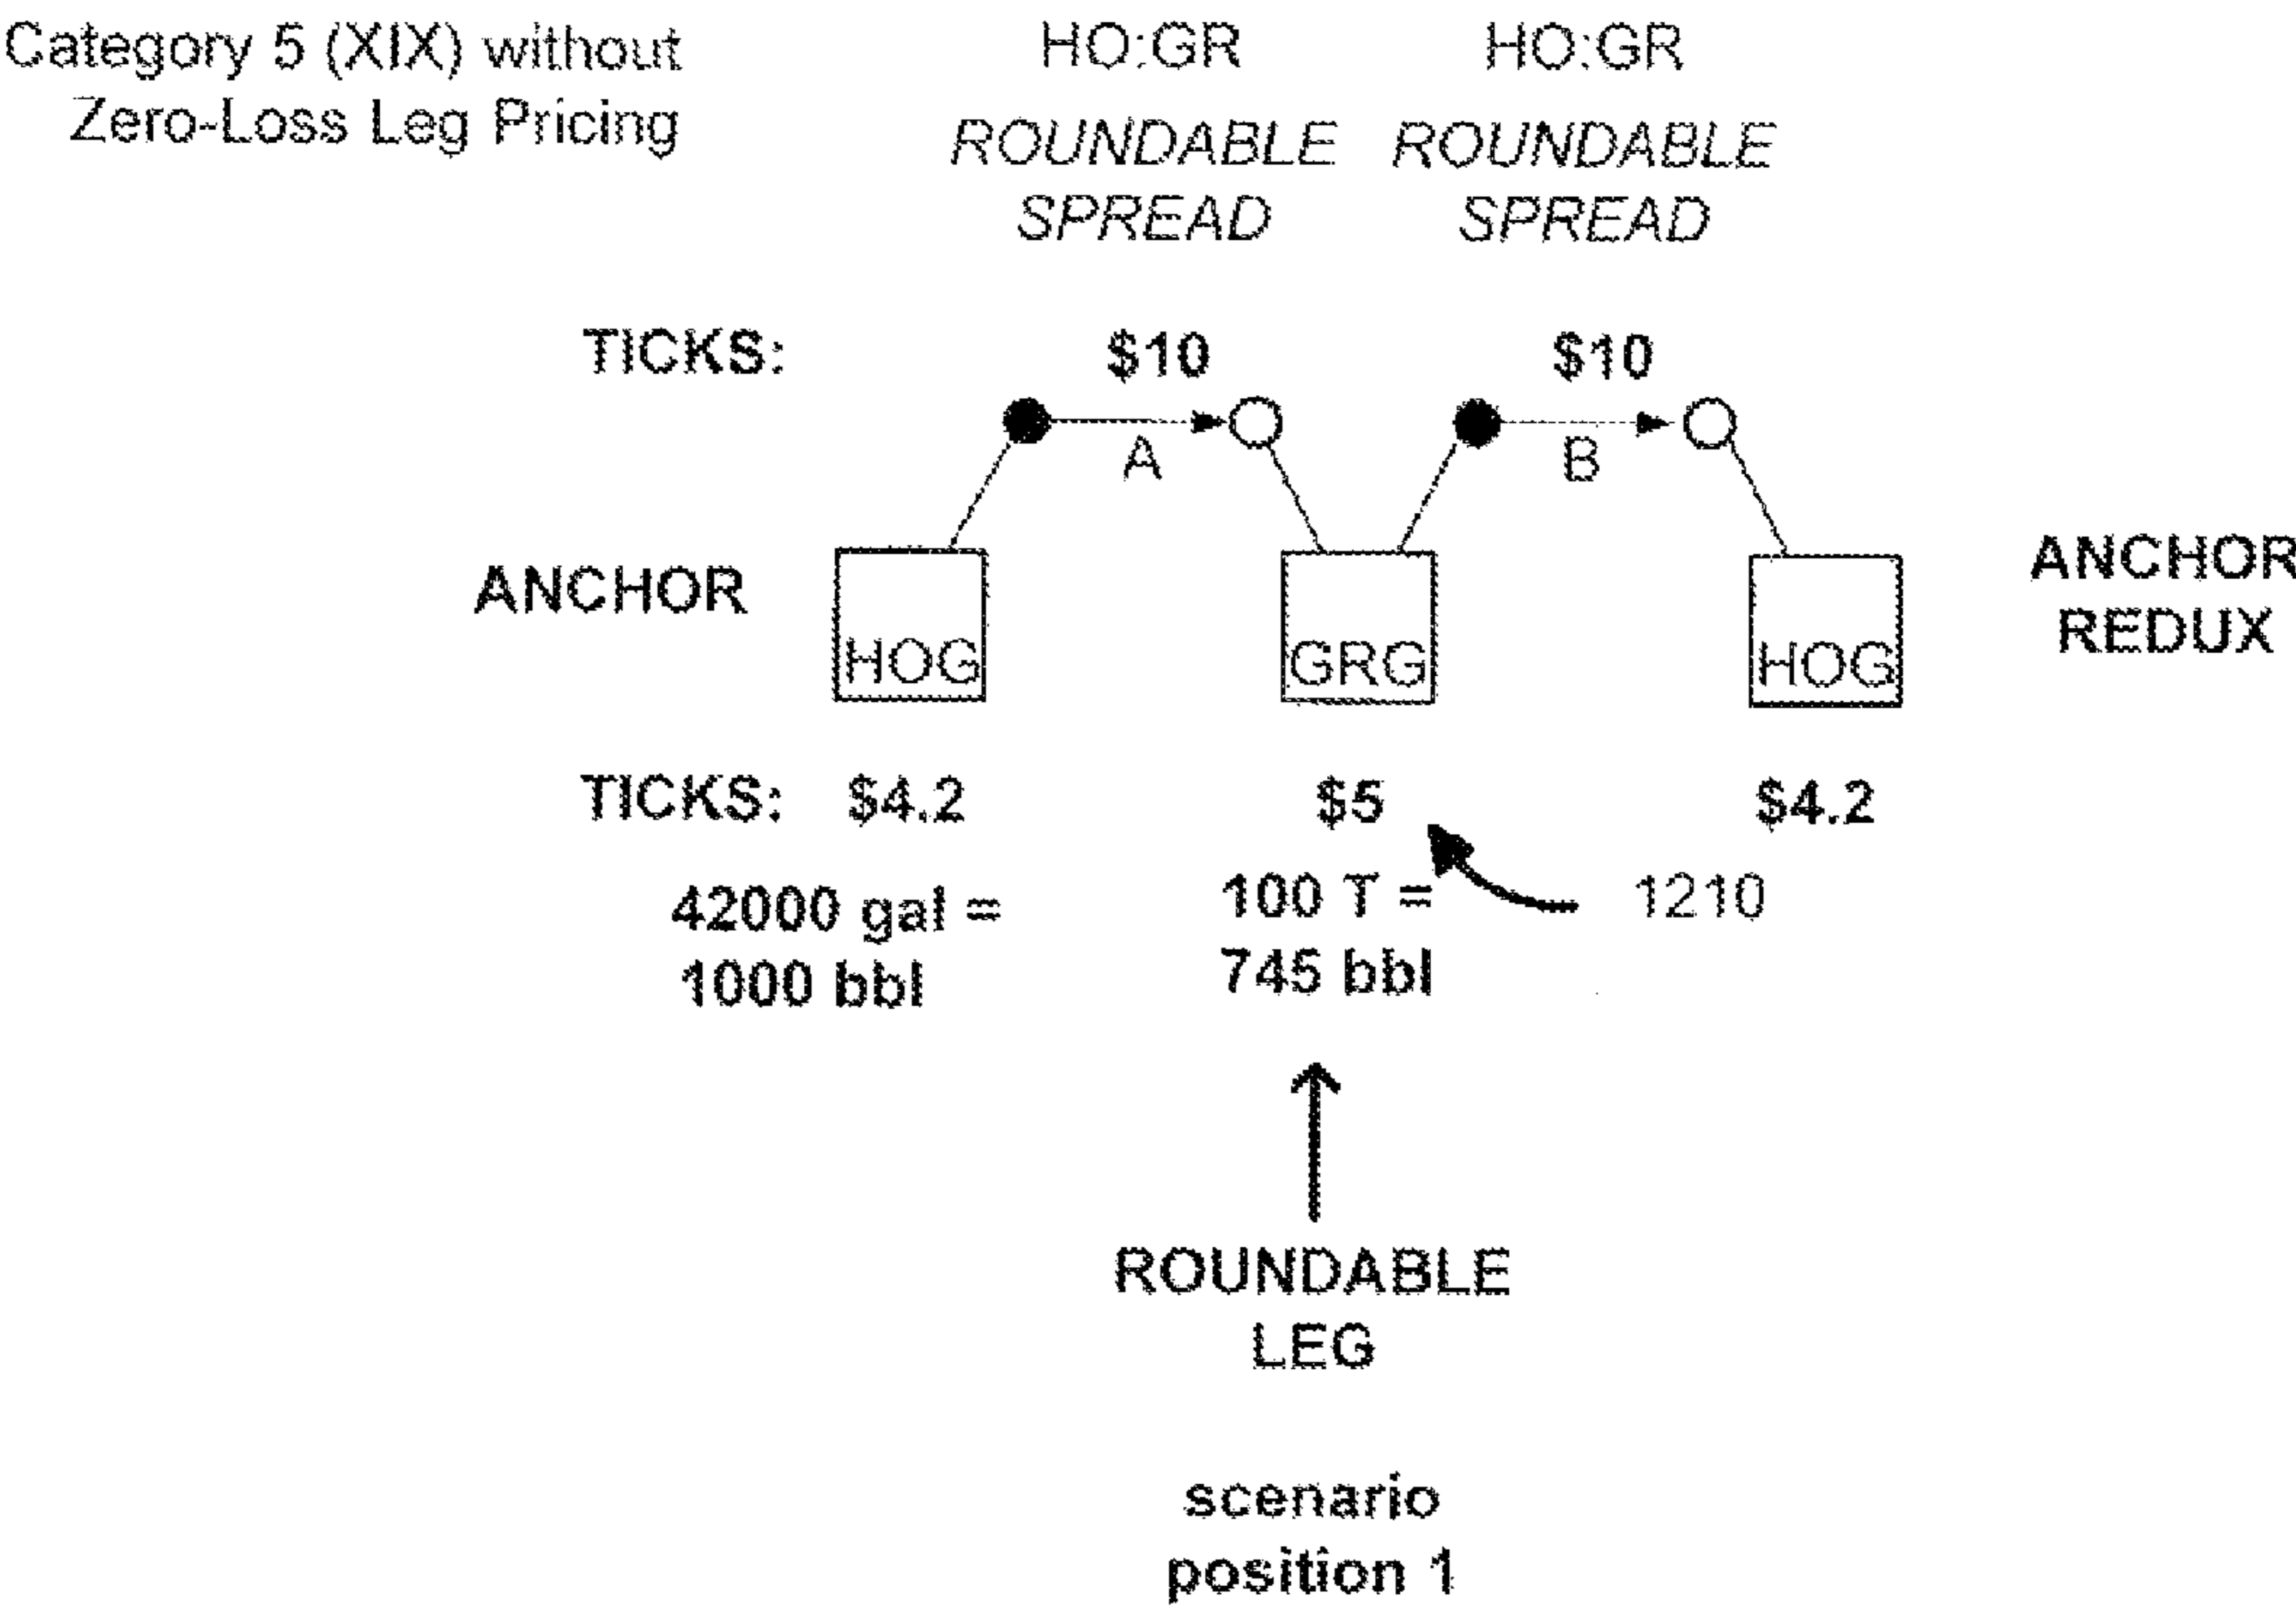 Category 5 (XIX) without
Zero-Loss Leg Pricing
HO:GR HO:GR
ROUNDABLE ROUNDABLE
SPREAD SPREAD
TICKS: $10 $10
A B
ANCHOR HOG GRG HOG ANCHOR
REDUX
TICKS: $4.2 $5 $4.2
42000 gal = 100 T = 1210
1000 bbl 745 bbl
ROUNDABLE
LEG
scenario
position 1